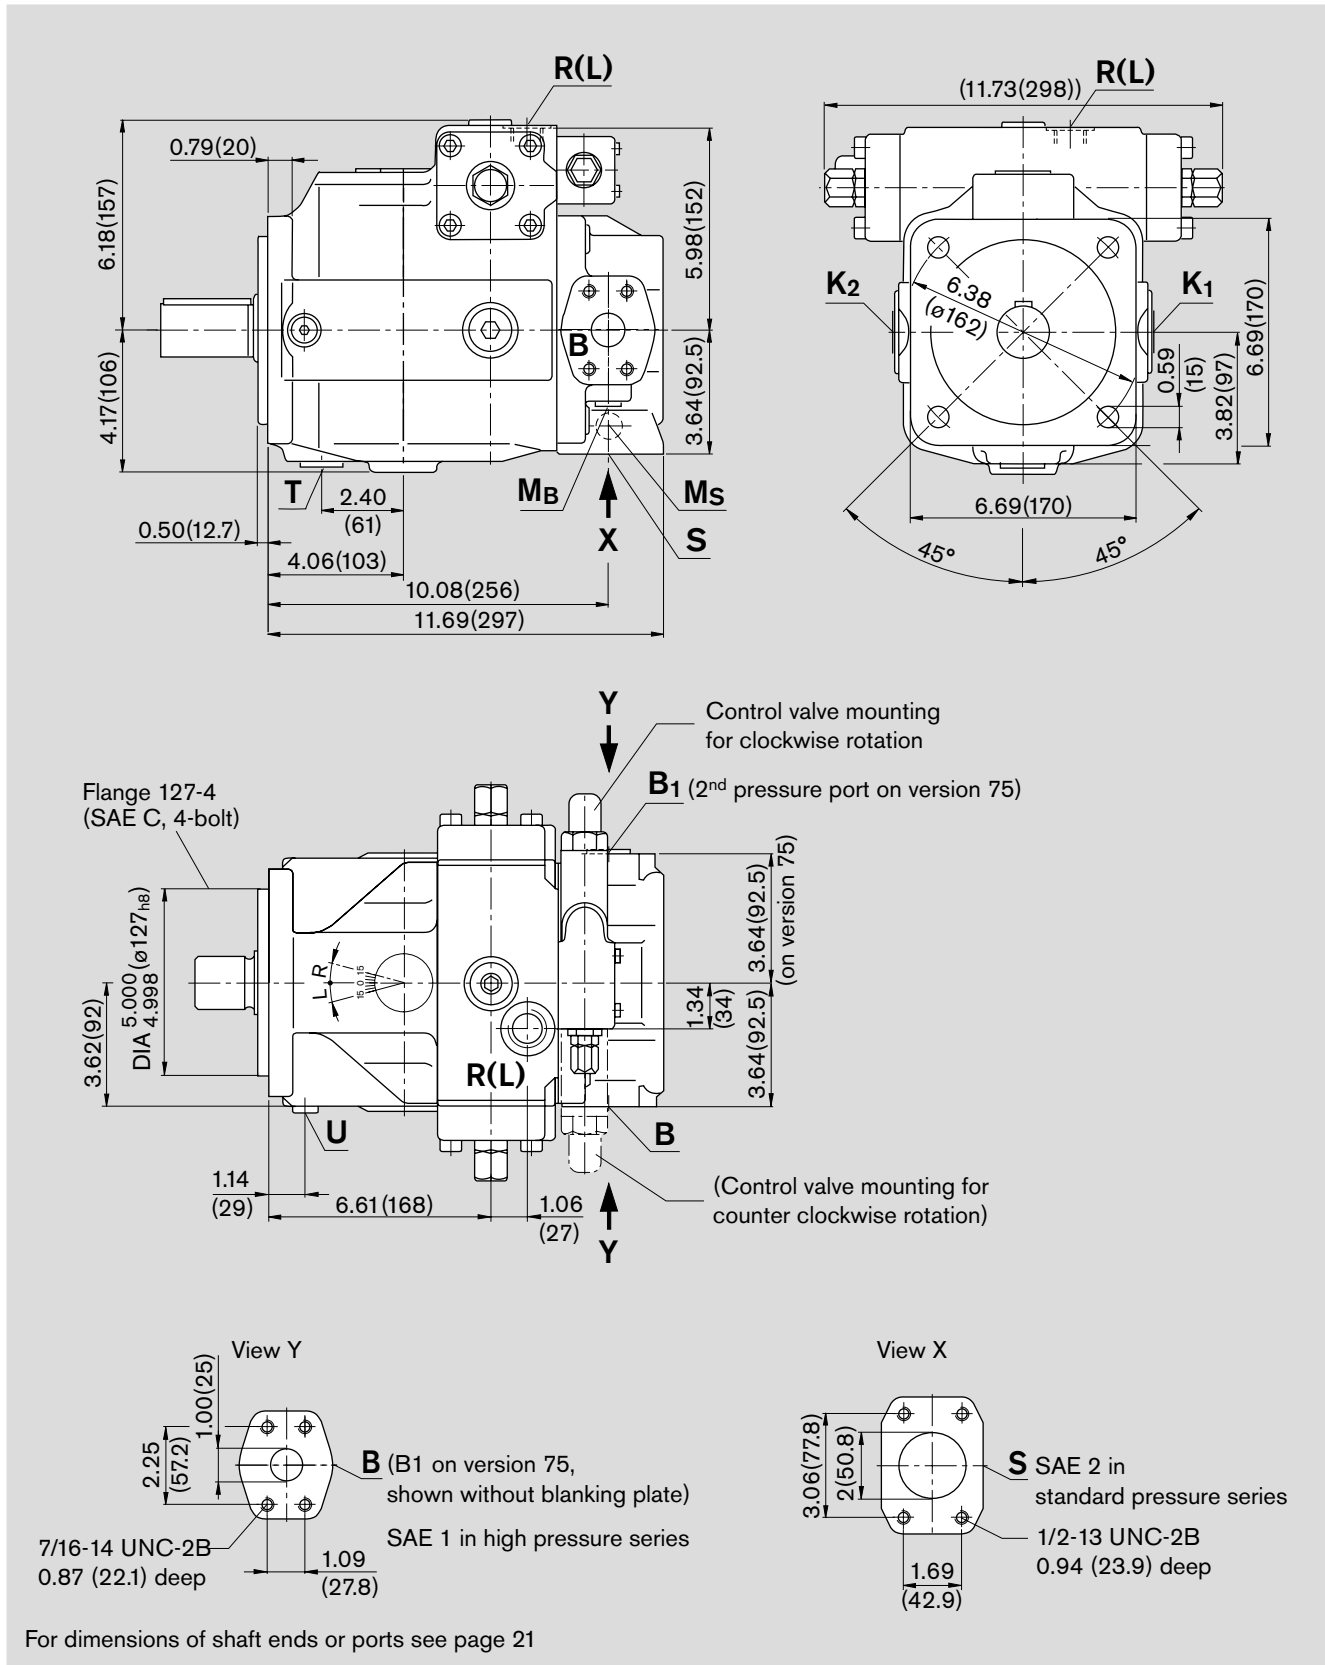 R(L)
0.79(20)
6.18(157)
4.17(106)
5.98(152)
3.64(92.5)
B
T
MB
MS
2.40
(61)
X
S
0.50(12.7)
4.06(103)
10.08(256)
11.69(297)
(11.73(298))
R(L)
K2
K1
6.38
(ø162)
0.59
(15)
3.82(97)
6.69(170)
6.69(170)
45°
45°
Y
Control valve mounting
for clockwise rotation
B1 (2nd pressure port on version 75)
Flange 127-4
(SAE C, 4-bolt)
3.62(92)
DIA 5.000
4.998 (ø127h8)
L R
15 0 15
3.64(92.5)
(on version 75)
1.34
(34)
3.64(92.5)
R(L)
U
B
1.14
(29)
6.61(168)
1.06
(27)
(Control valve mounting for
counter clockwise rotation)
Y
View Y
1.00(25)
2.25
(57.2)
B (B1 on version 75,
shown without blanking plate)
SAE 1 in high pressure series
7/16-14 UNC-2B
0.87 (22.1) deep
1.09
(27.8)
View X
3.06(77.8)
2(50.8)
S SAE 2 in
standard pressure series
1/2-13 UNC-2B
0.94 (23.9) deep
1.69
(42.9)
For dimensions of shaft ends or ports see page 21